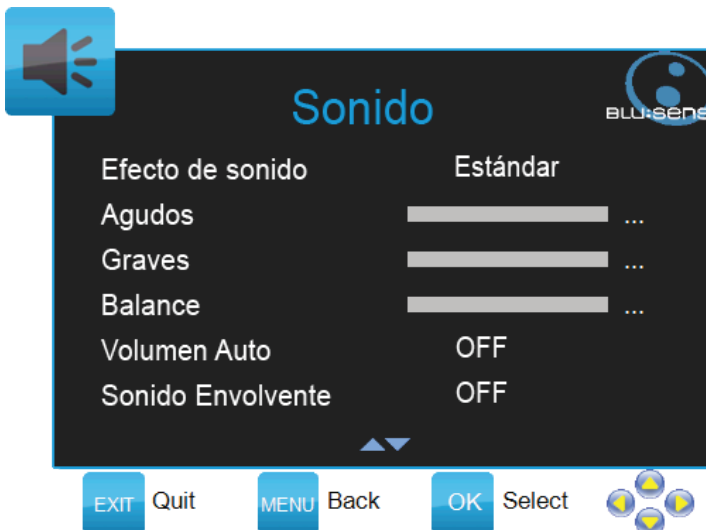 Sonido
BLU:sens
Efecto de sonido Estándar
Agudos ...
Graves ...
Balance ...
Volumen Auto OFF
Sonido Envolvente OFF
EXIT Quit MENU Back OK Select